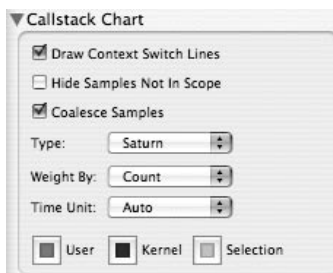 Callstack Chart
Draw Context Switch Lines
Hide Samples Not In Scope
Coalesce Samples
Type: Saturn
Weight By: Count
Time Unit: Auto
User Kernel Selection